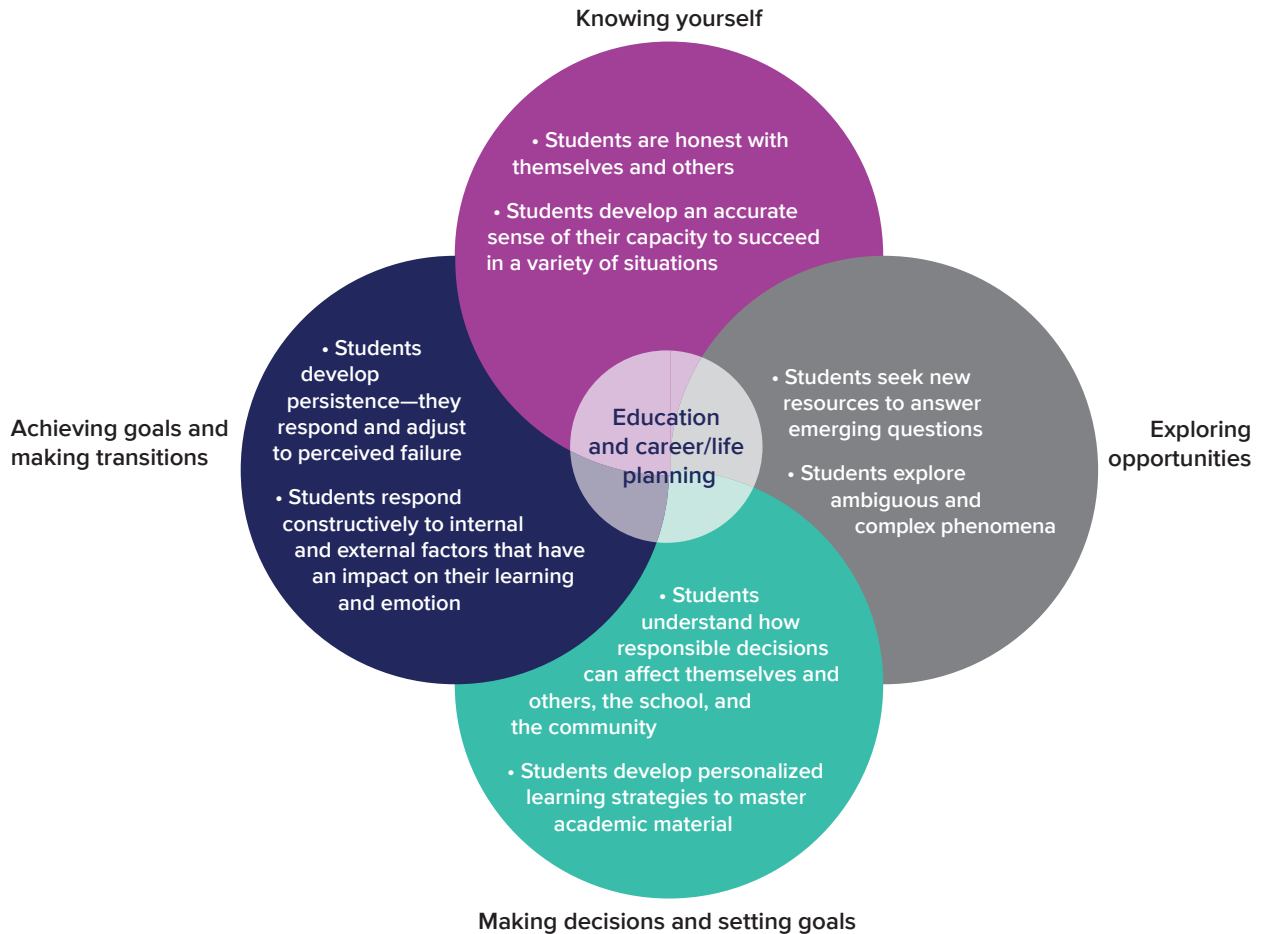 Knowing yourself
• Students are honest with
themselves and others
• Students develop an accurate
sense of their capacity to succeed
in a variety of situations
Achieving goals and
making transitions
• Students
develop
persistence—they
respond and adjust
to perceived failure
• Students respond
constructively to internal
and external factors that have
an impact on their learning
and emotion
Education
and career/life
planning
• Students seek new
resources to answer
emerging questions
• Students explore
ambiguous and
complex phenomena
Exploring
opportunities
• Students
understand how
responsible decisions
can affect themselves and
others, the school, and
the community
• Students develop personalized
learning strategies to master
academic material
Making decisions and setting goals